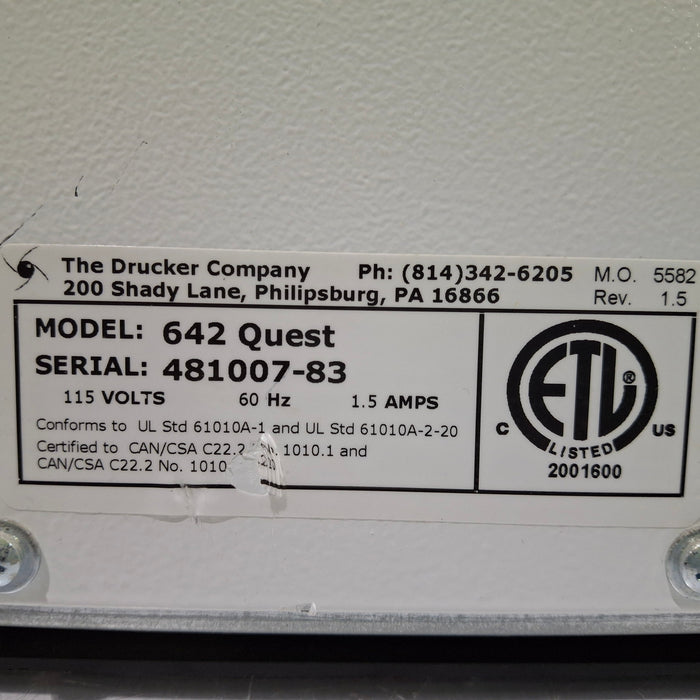 The Drucker Company Ph: (814)342-6205 M.O. 5582
200 Shady Lane, Philipsburg, PA 16866 Rev. 1.5
MODEL: 642 Quest
SERIAL: 481007-83
115 VOLTS 60 Hz 1.5 AMPS
Conforms to UL Std 61010A-1 and UL Std 61010A-2-20
Certified to CAN/CSA C22.2 1010.1 and
CAN/CSA C22.2 No. 1010
ETL ®
C US
LISTED
2001600